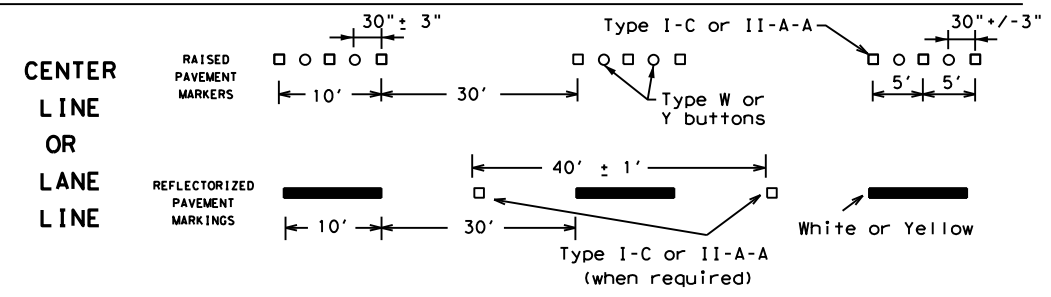 CENTER
LINE
OR
LANE
LINE
RAISED
PAVEMENT
MARKERS
30"± 3"
10'
30'
Type I-C or II-A-A
Type W or
Y buttons
30"+/-3"
5'
5'
REFLECTORIZED
PAVEMENT
MARKINGS
10'
30'
40' ± 1'
Type I-C or II-A-A
(when required)
White or Yellow